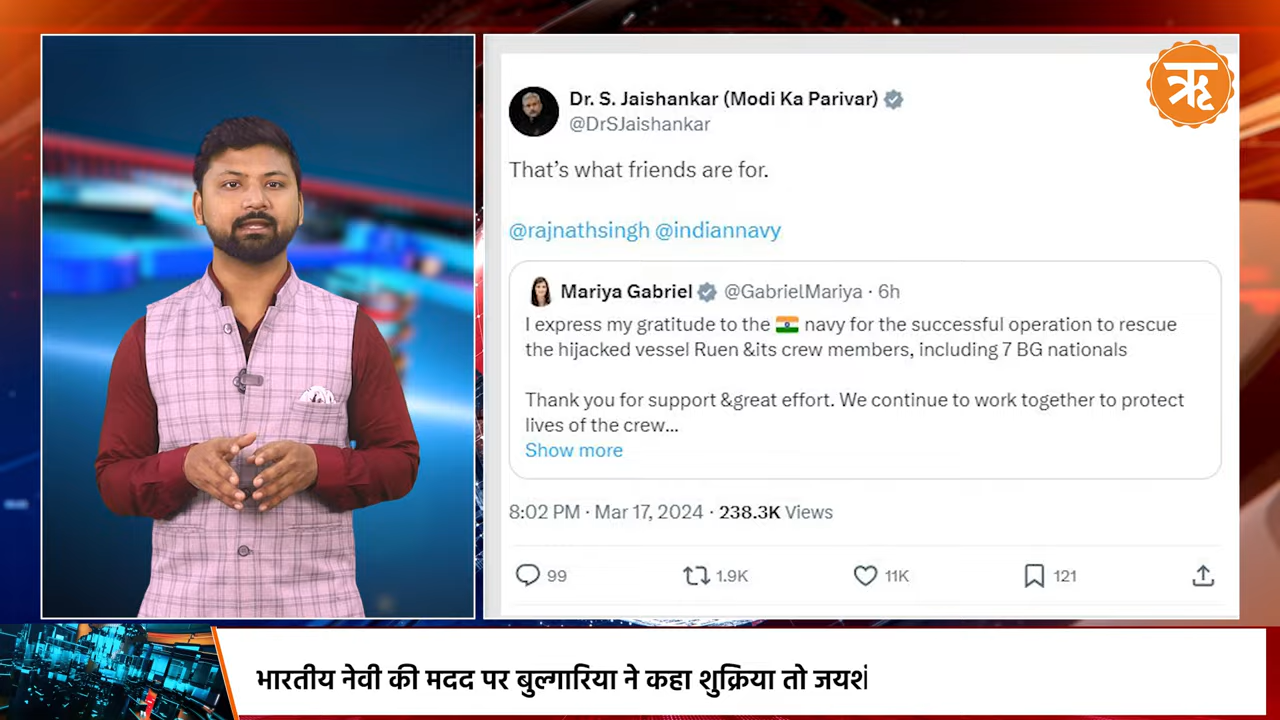 ऋ
Dr. S. Jaishankar (Modi Ka Parivar)
@DrSJaishankar
That's what friends are for.
@rajnathsingh @indiannavy
Mariya Gabriel @GabrielMariya · 6h
I express my gratitude to the 🇮🇳 navy for the successful operation to rescue
the hijacked vessel Ruen &its crew members, including 7 BG nationals
Thank you for support &great effort. We continue to work together to protect
lives of the crew...
Show more
8:02 PM · Mar 17, 2024 · 238.3K Views
99 1.9K 11K 121
भारतीय नेवी की मदद पर बुल्गारिया ने कहा शुक्रिया तो जयशं